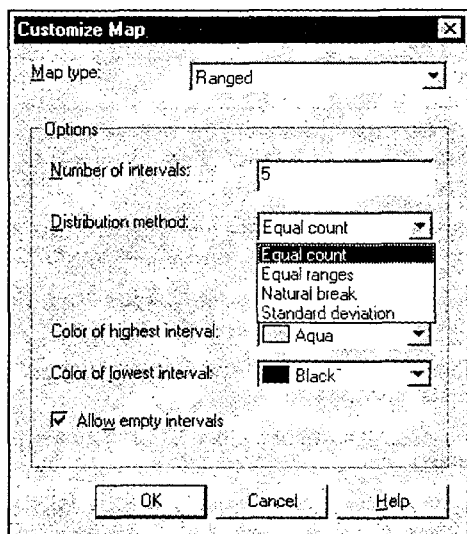 Customize Map
Map type: Ranged
Options
Number of intervals: 5
Distribution method: Equal count
Equal count
Equal ranges
Natural break
Standard deviation
Color of highest interval: Aqua
Color of lowest interval: Black
Allow empty intervals
OK Cancel Help